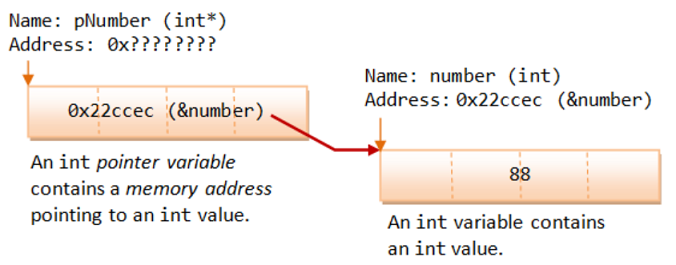 Name: pNumber (int*)
Address: 0x????????
0x22ccec (&number)
An int pointer variable
contains a memory address
pointing to an int value.
Name: number (int)
Address: 0x22ccec (&number)
88
An int variable contains
an int value.